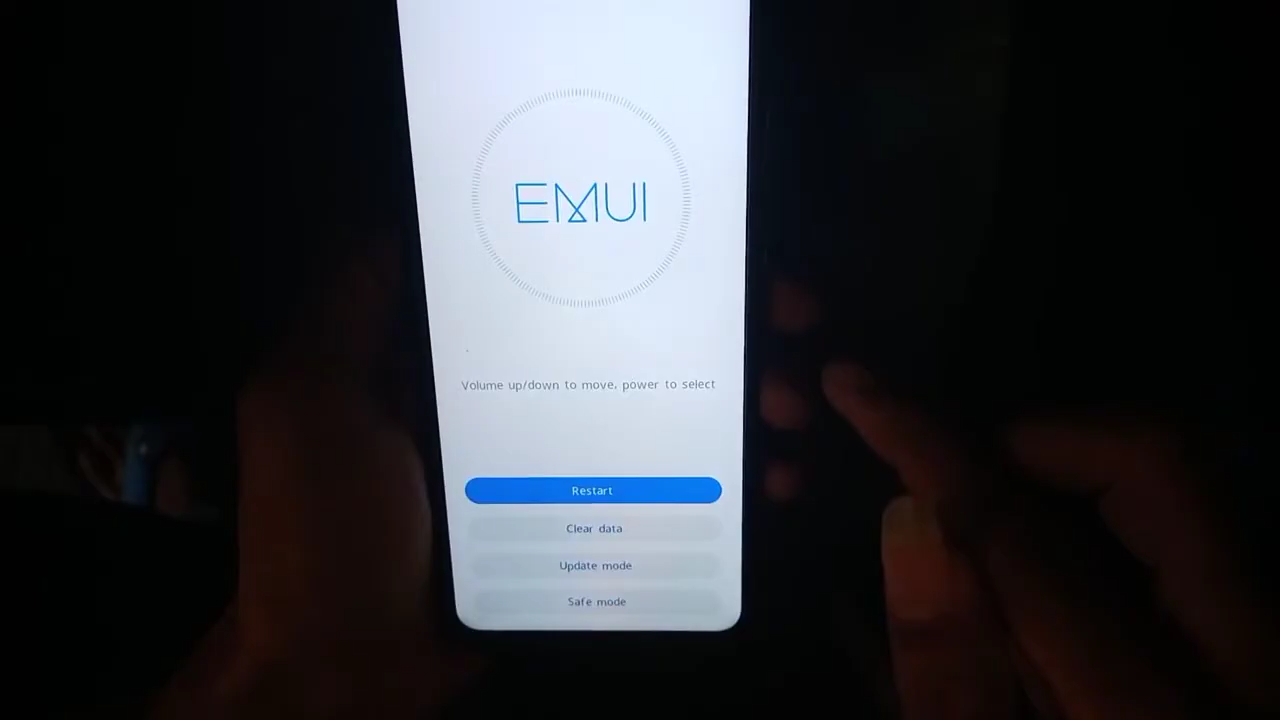 EMUI
Volume up/down to move, power to select
Restart
Clear data
Update mode
Safe mode